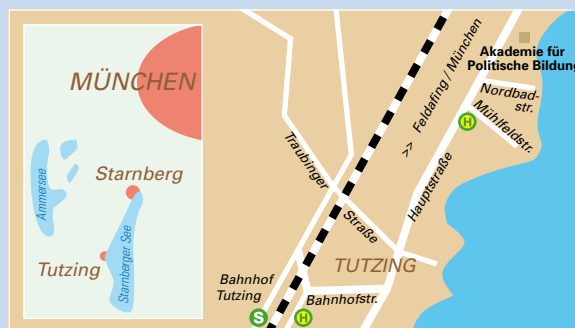 MÜNCHEN
Ammersee
Starnberg
Starnberger See
Tutzing
Akademie für
Politische Bildung
>> Feldafing / München
Nordbad-
str.
Mühlfeldstr.
H
Traubinger
Straße
Hauptstraße
TUTZING
Bahnhof
Tutzing
Bahnhofstr.
S
H